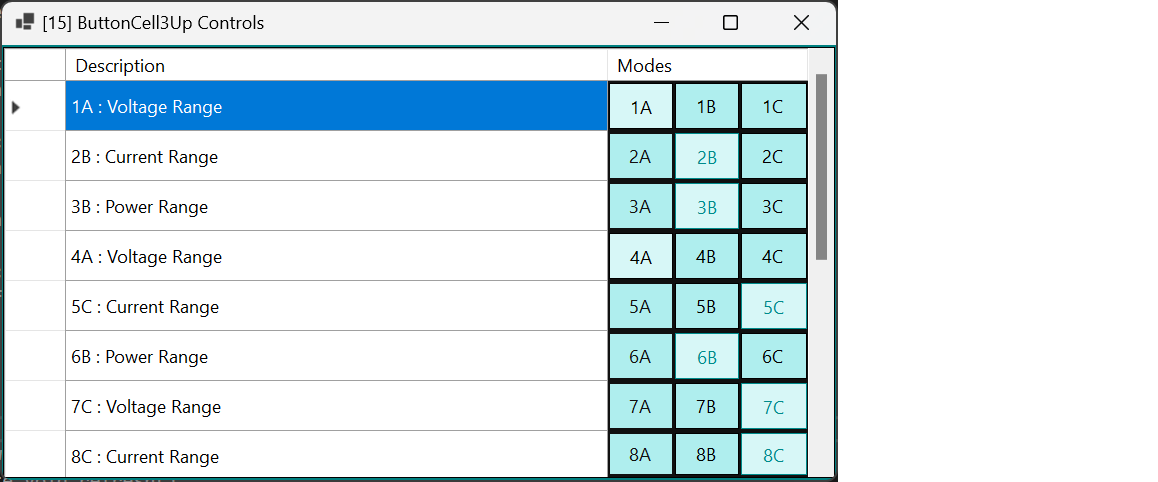 [15] ButtonCell3Up Controls
Description Modes
1A : Voltage Range 1A 1B 1C
2B : Current Range 2A 2B 2C
3B : Power Range 3A 3B 3C
4A : Voltage Range 4A 4B 4C
5C : Current Range 5A 5B 5C
6B : Power Range 6A 6B 6C
7C : Voltage Range 7A 7B 7C
8C : Current Range 8A 8B 8C